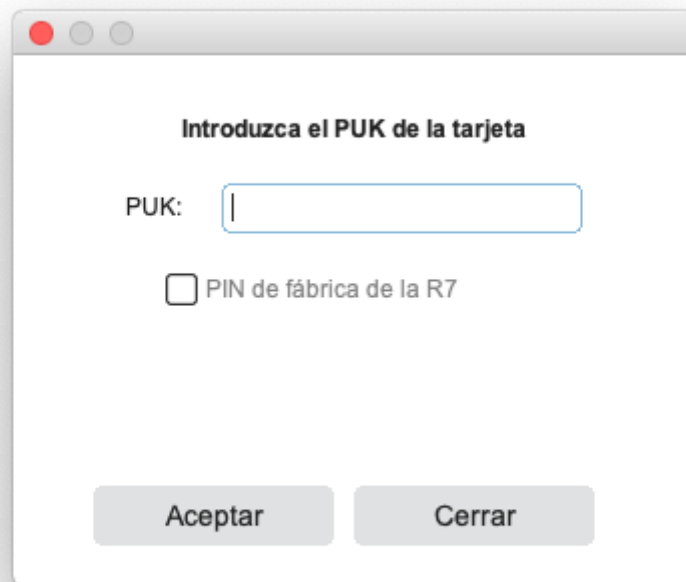 Introduzca el PUK de la tarjeta
PUK:
PIN de fábrica de la R7
Aceptar Cerrar